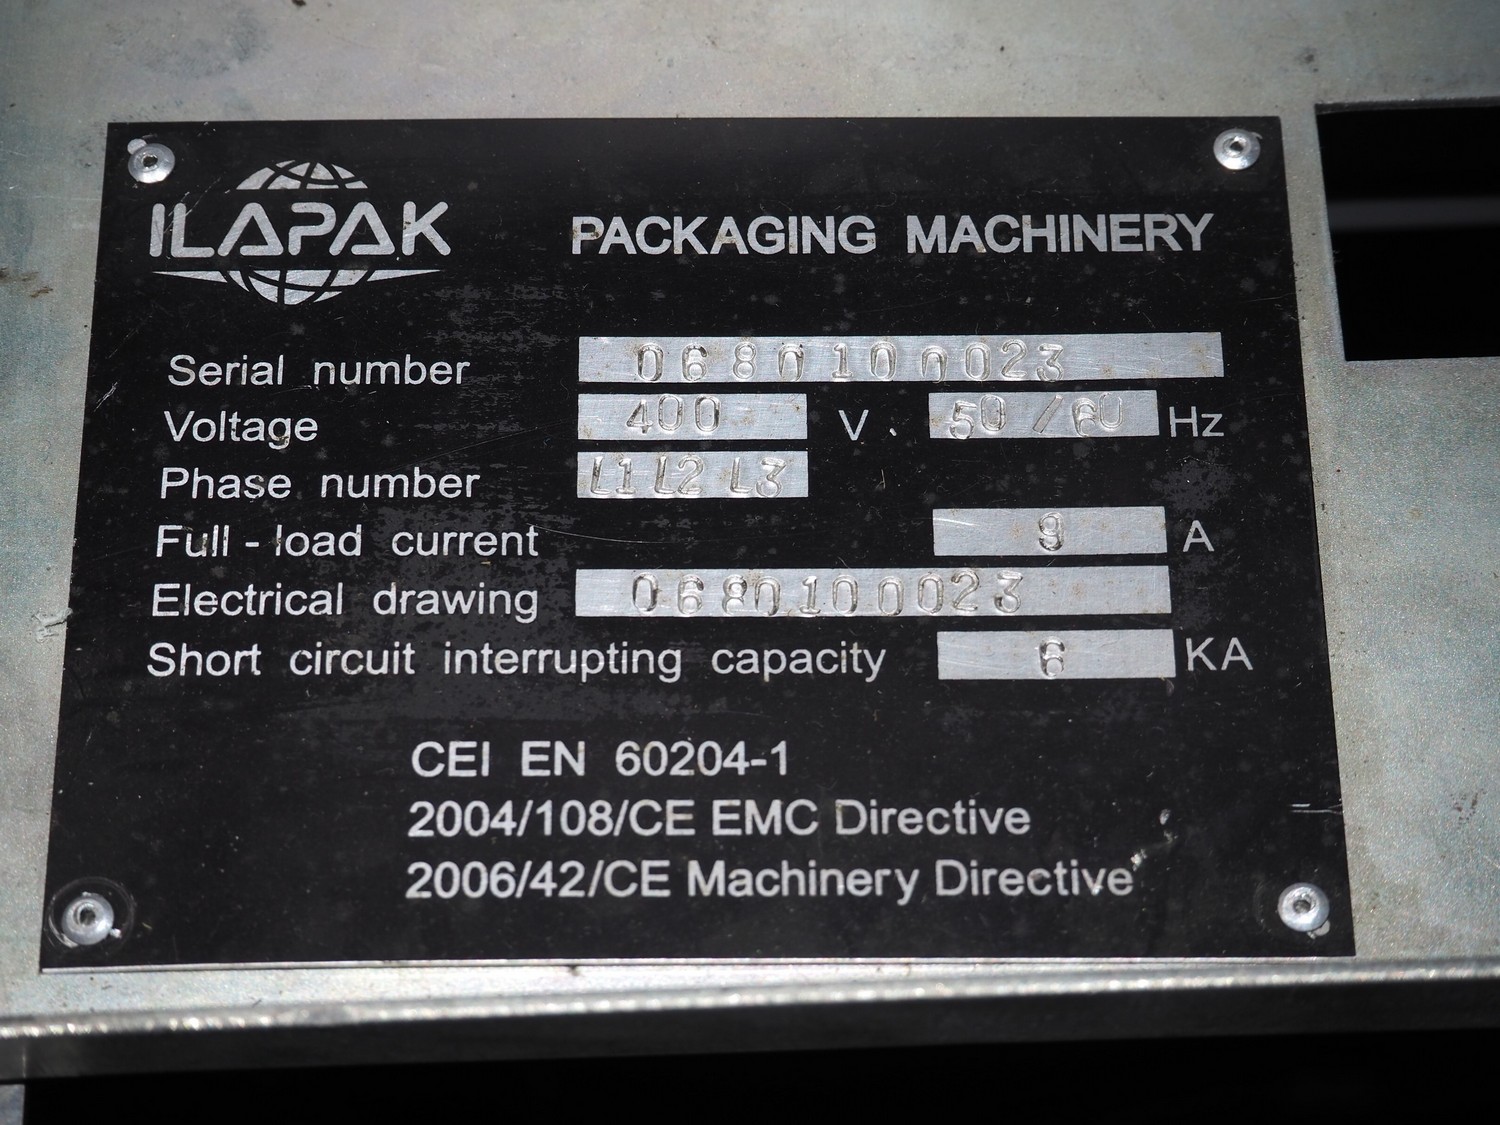 ILAPAK PACKAGING MACHINERY
Serial number 0680100023
Voltage 400 V 50/60 Hz
Phase number L1L2 L3
Full - load current 9 A
Electrical drawing 0680100023
Short circuit interrupting capacity 6 KA
CEI EN 60204-1
2004/108/CE EMC Directive
2006/42/CE Machinery Directive